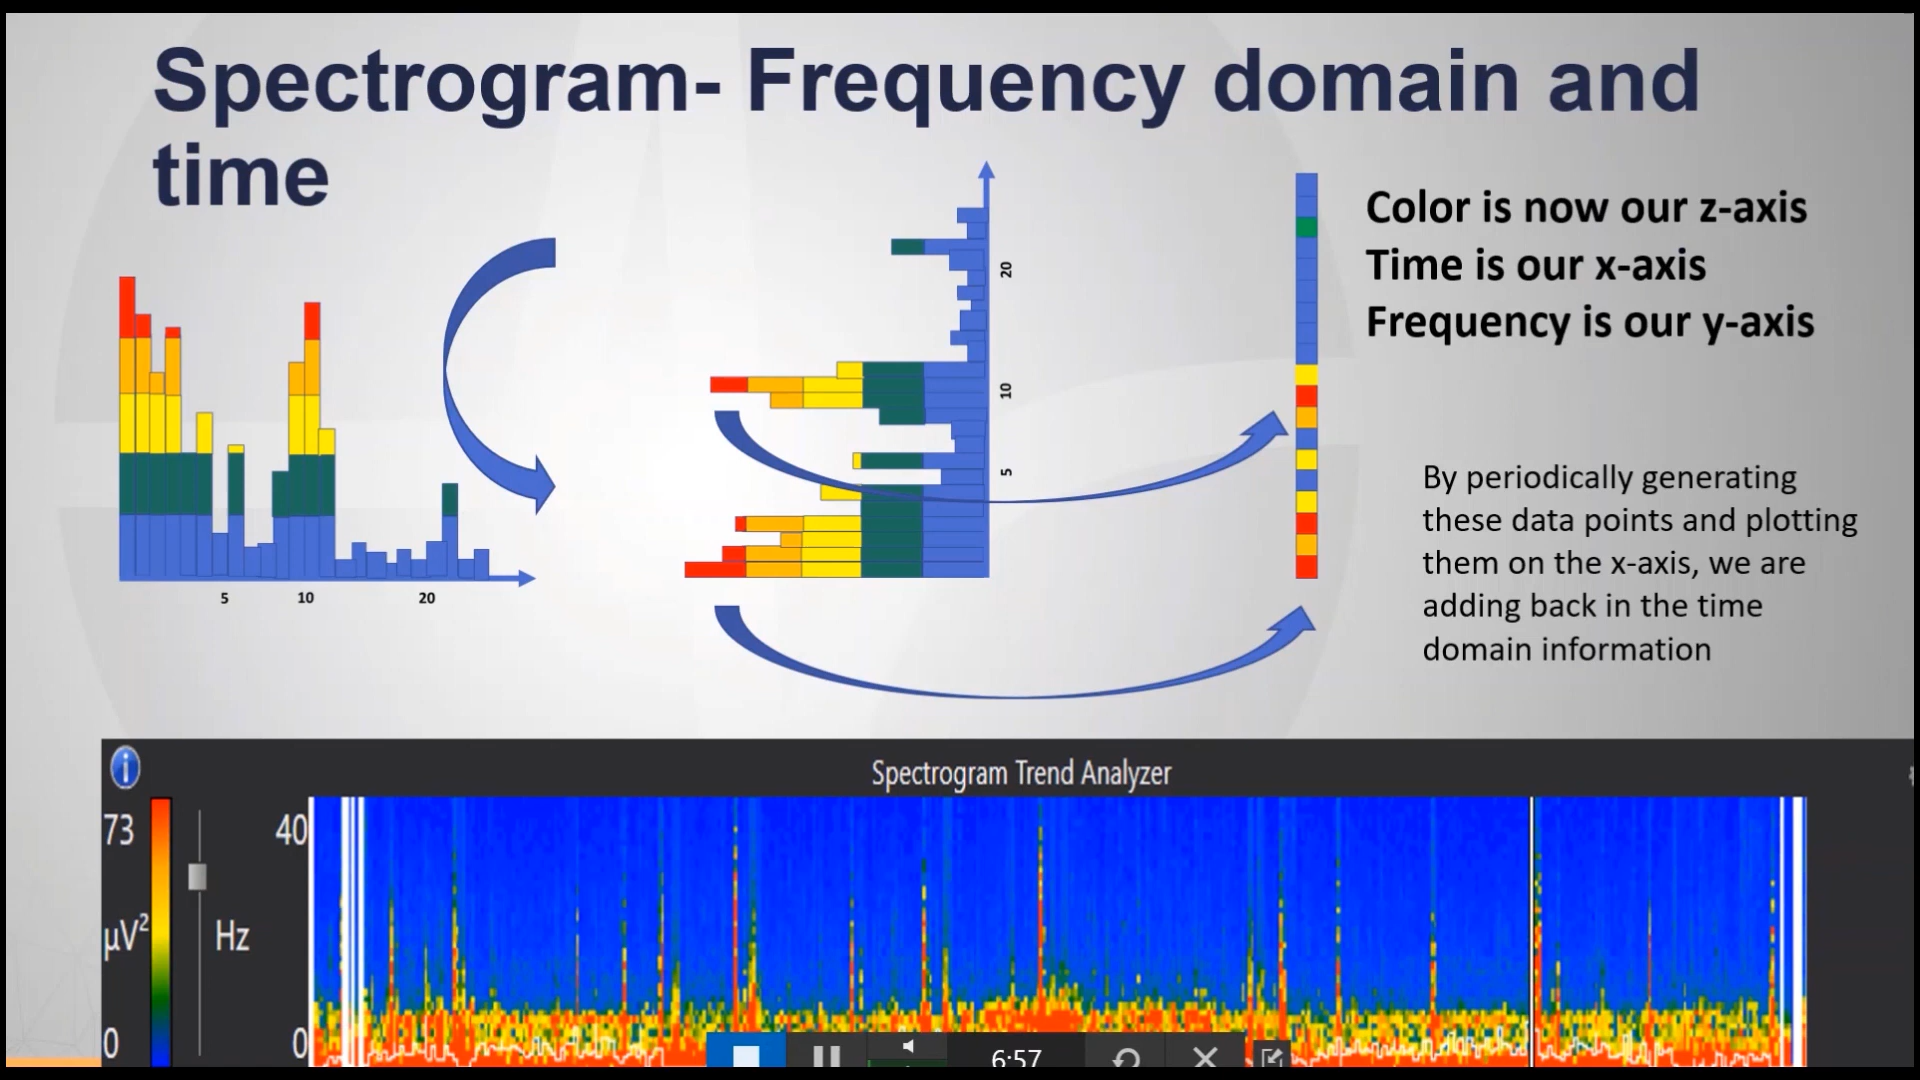 Spectrogram- Frequency domain and
time
Color is now our z-axis
Time is our x-axis
Frequency is our y-axis
20
10
5
5
10
20
By periodically generating
these data points and plotting
them on the x-axis, we are
adding back in the time
domain information
i
Spectrogram Trend Analyzer
73
40
μV²
Hz
0
0
6:57